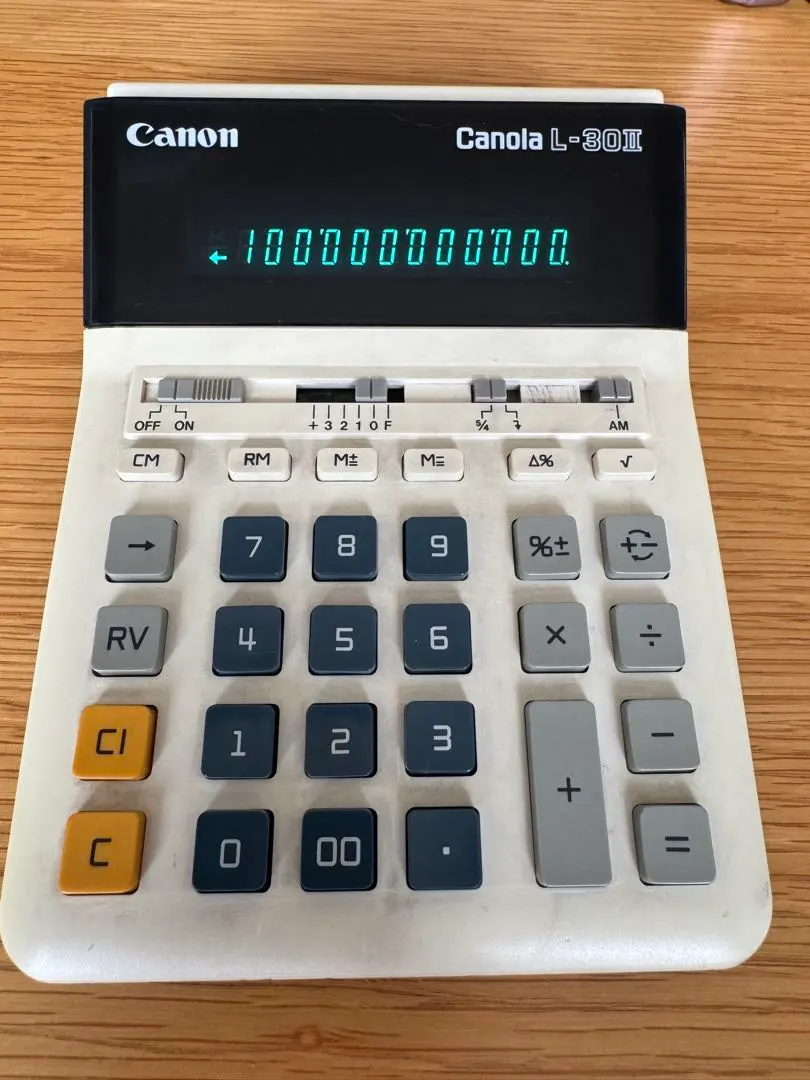 Canon Canola L-30II
←100'000'000'000.
OFF ON + 3 2 1 0 F 5/4 ↴ AM
CM RM M± M= Δ% √
→ 7 8 9 %± +−
RV 4 5 6 × ÷
CI 1 2 3 −
C 0 00 . + =